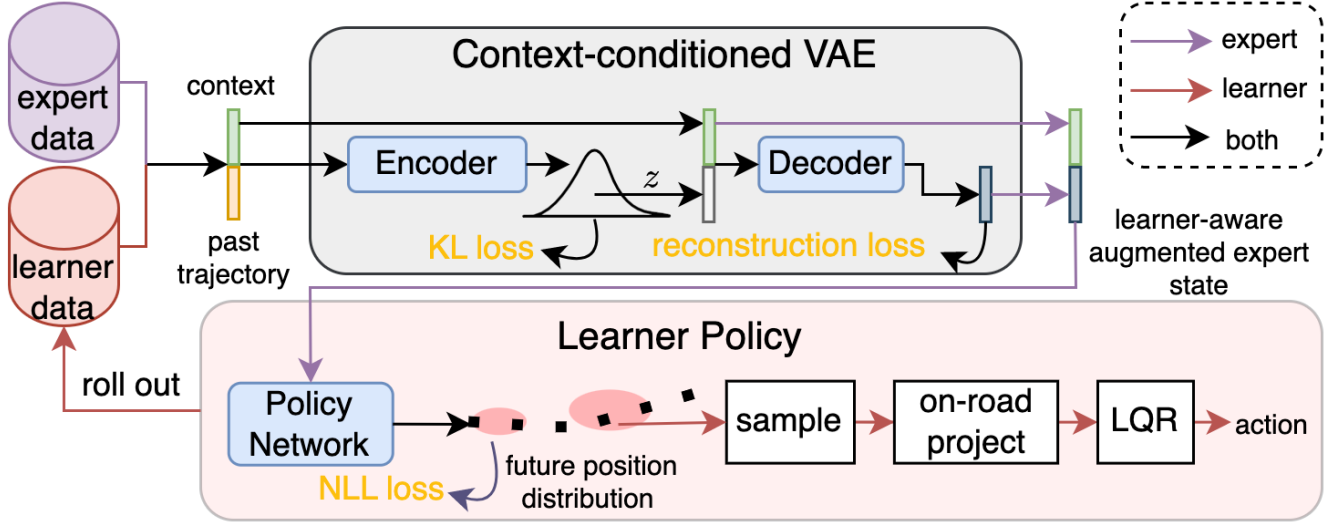 expert
data
learner
data
context
past
trajectory
Context-conditioned VAE
Encoder
z
Decoder
KL loss
reconstruction loss
expert
learner
both
learner-aware
augmented expert
state
roll out
Learner Policy
Policy
Network
NLL loss
future position
distribution
sample
on-road
project
LQR
action